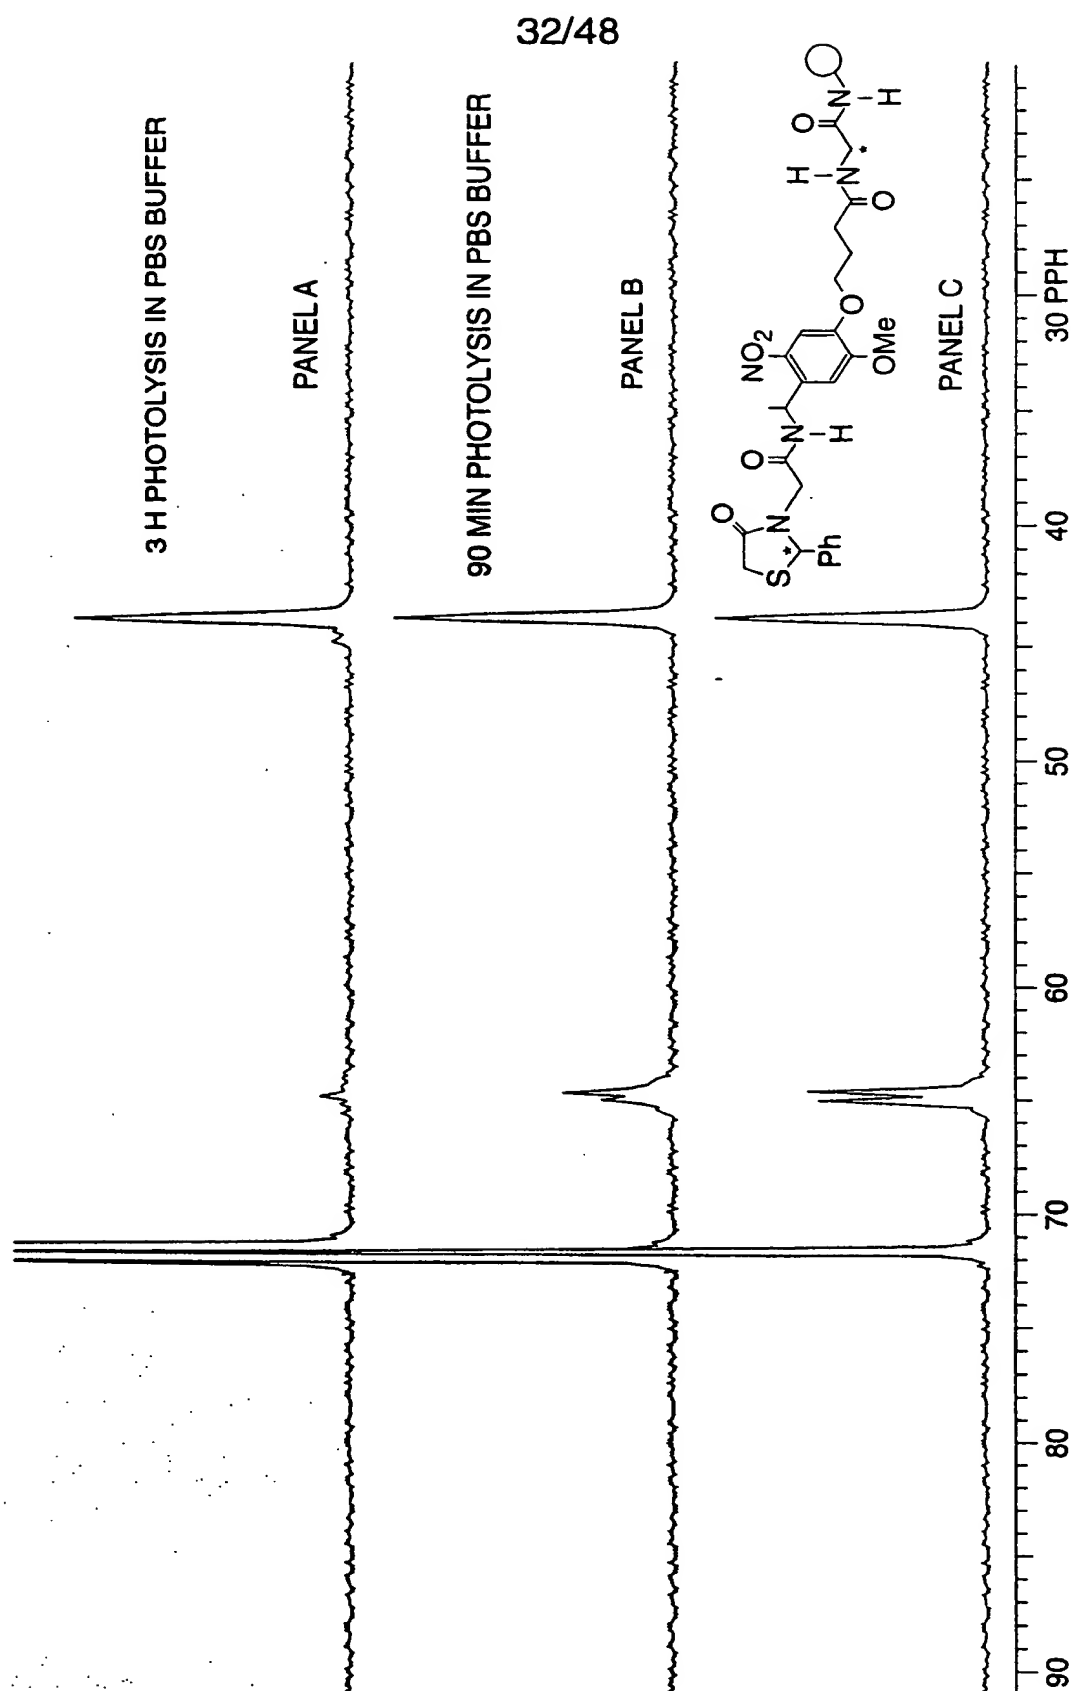 32/48
3 H PHOTOLYSIS IN PBS BUFFER
PANEL A
90 MIN PHOTOLYSIS IN PBS BUFFER
PANEL B
O
S
N
*
Ph
O
N
H
NO2
O
OMe
O
H
N
*
O
N
H
PANEL C
90 80 70 60 50 40 30 PPH